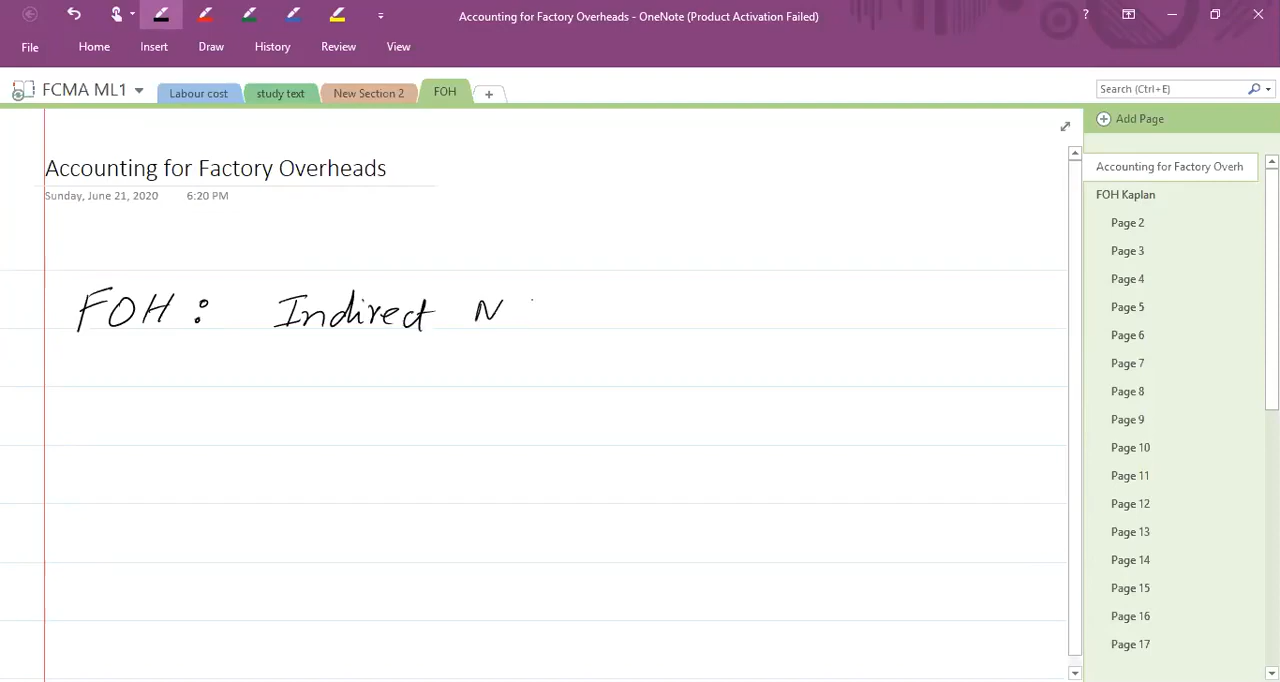 Accounting for Factory Overheads - OneNote (Product Activation Failed)
?
File Home Insert Draw History Review View
FCMA ML1 Labour cost study text New Section 2 FOH + Search (Ctrl+E)
Add Page
Accounting for Factory Overheads
Sunday, June 21, 2020 6:20 PM
FOH : Indirect N
Accounting for Factory Overh
FOH Kaplan
Page 2
Page 3
Page 4
Page 5
Page 6
Page 7
Page 8
Page 9
Page 10
Page 11
Page 12
Page 13
Page 14
Page 15
Page 16
Page 17